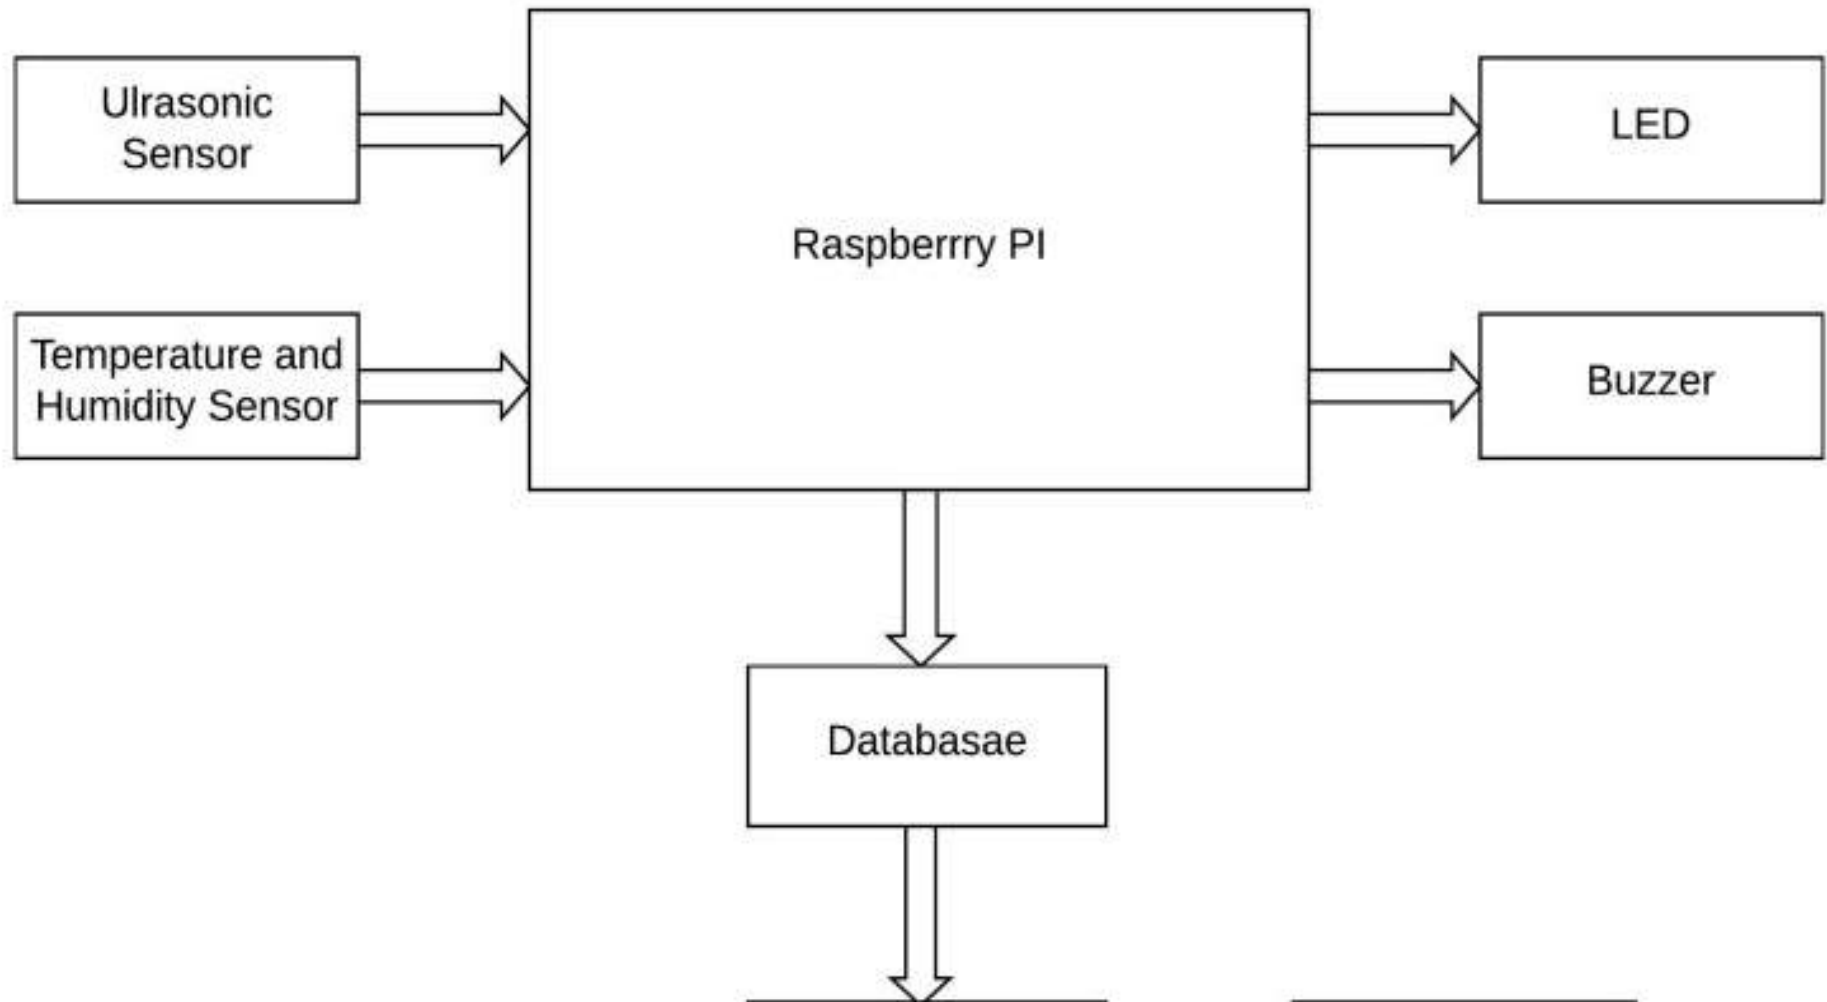 Ulrasonic
Sensor
Raspberrry PI
LED
Temperature and
Humidity Sensor
Buzzer
Databasae